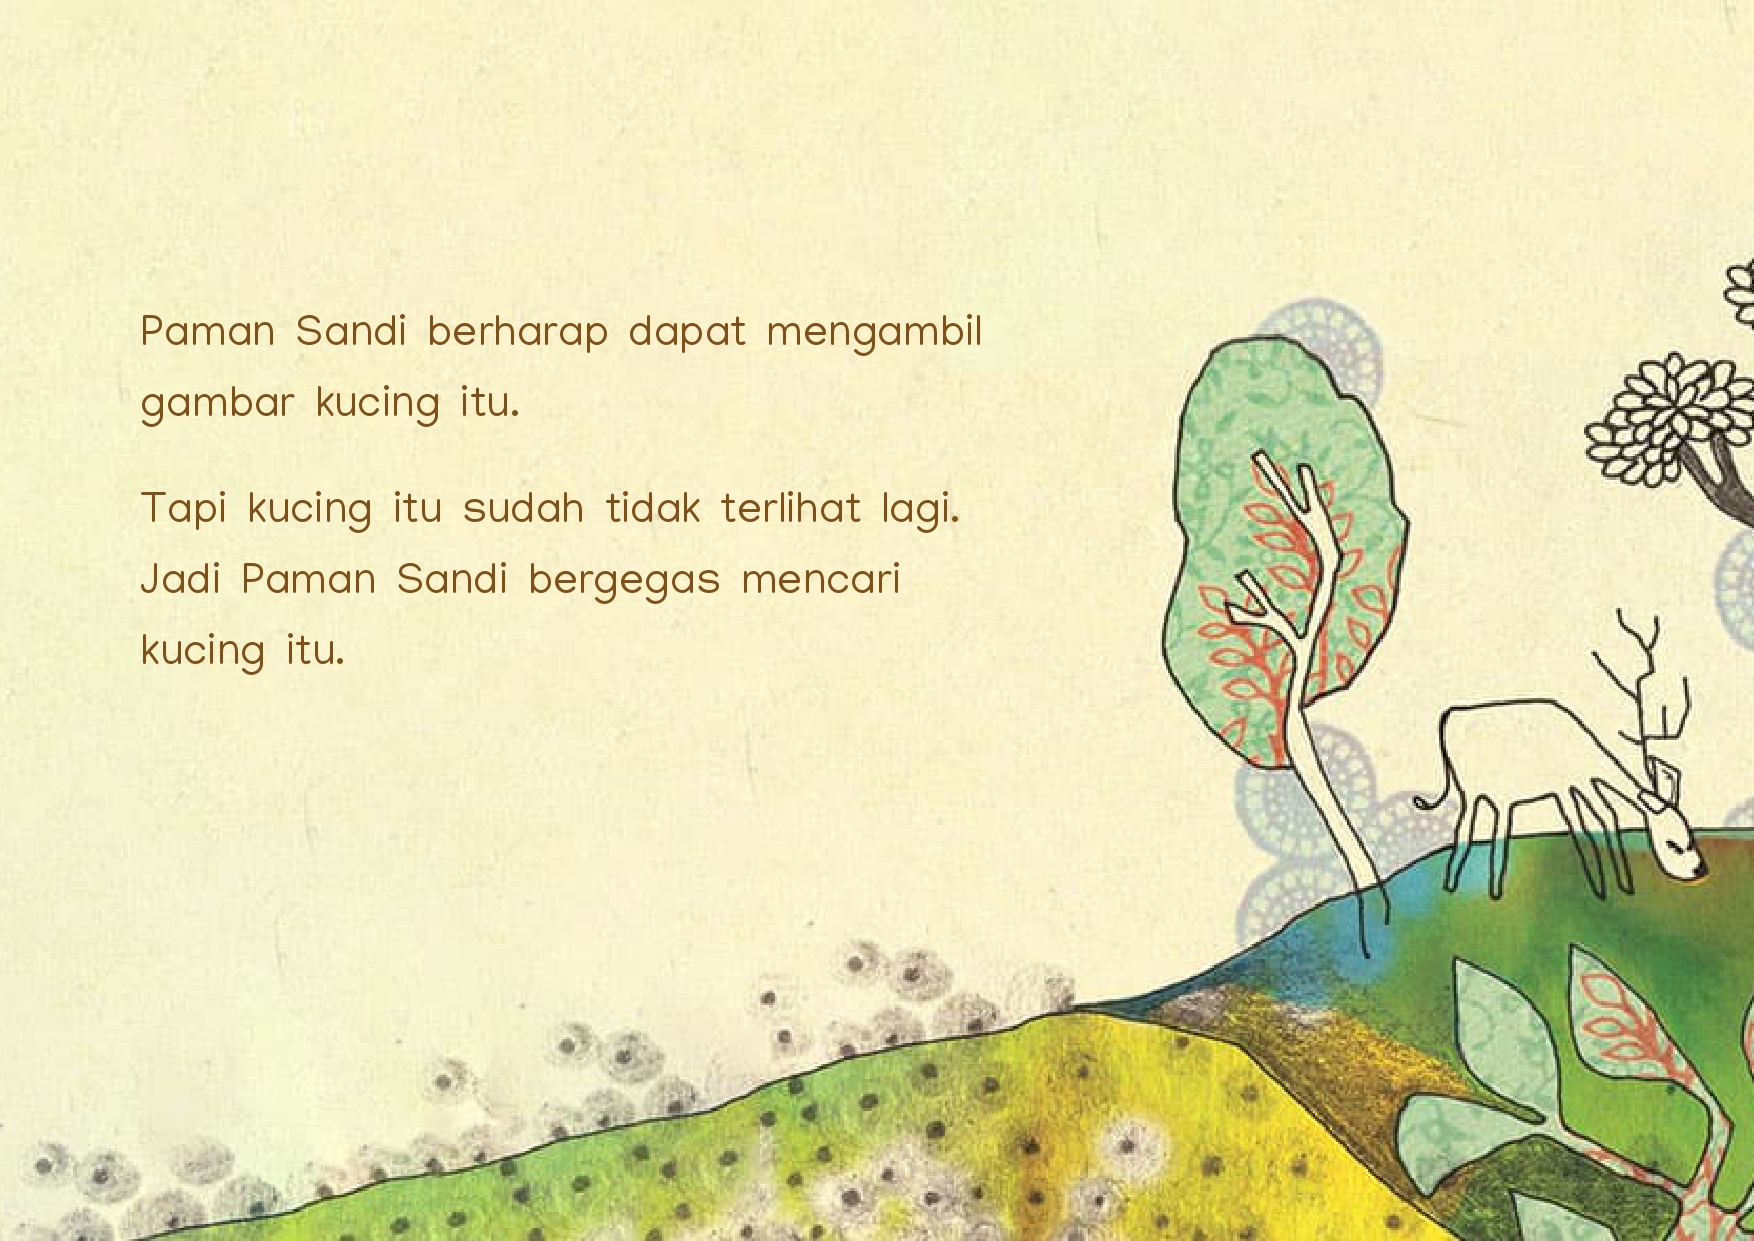 Paman Sandi berharap dapat mengambil
gambar kucing itu.
Tapi kucing itu sudah tidak terlihat lagi.
Jadi Paman Sandi bergegas mencari
kucing itu.